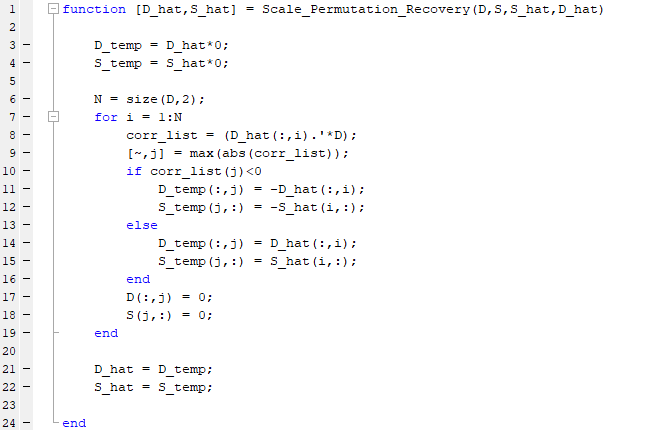 1 function [D_hat,S_hat] = Scale_Permutation_Recovery(D,S,S_hat,D_hat)
2
3 – D_temp = D_hat*0;
4 – S_temp = S_hat*0;
5
6 – N = size(D,2);
7 – for i = 1:N
8 – corr_list = (D_hat(:,i).'*D);
9 – [~,j] = max(abs(corr_list));
10 – if corr_list(j)<0
11 – D_temp(:,j) = -D_hat(:,i);
12 – S_temp(j,:) = -S_hat(i,:);
13 – else
14 – D_temp(:,j) = D_hat(:,i);
15 – S_temp(j,:) = S_hat(i,:);
16 – end
17 – D(:,j) = 0;
18 – S(j,:) = 0;
19 – end
20
21 – D_hat = D_temp;
22 – S_hat = S_temp;
23
24 – end